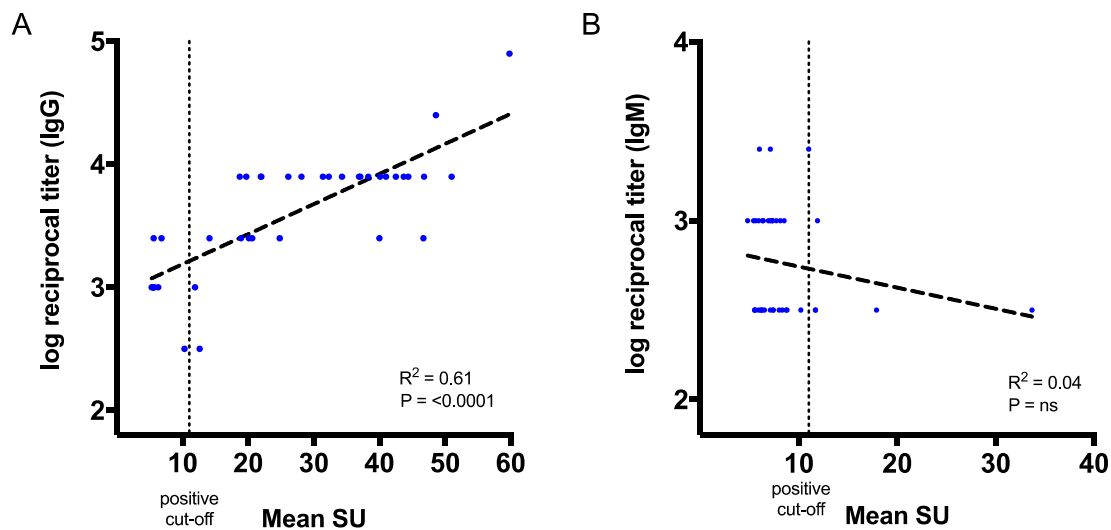 A
log reciprocal titer (IgG)
5
4
3
2
10
20
30
40
50
60
positive
cut-off
Mean SU
R² = 0.61
P = <0.0001
B
log reciprocal titer (IgM)
4
3
2
10
20
30
40
positive
cut-off
Mean SU
R² = 0.04
P = ns